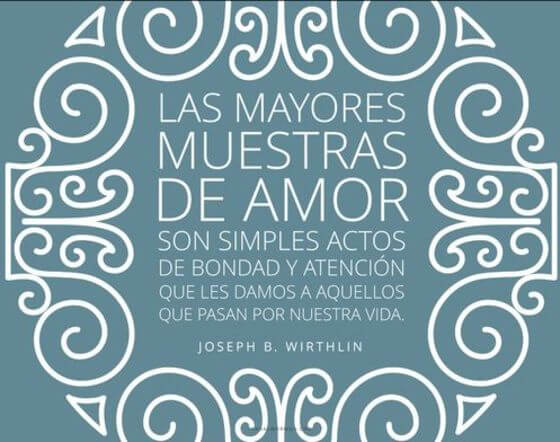 LAS MAYORES
MUESTRAS
DE AMOR
SON SIMPLES ACTOS
DE BONDAD Y ATENCIÓN
QUE LES DAMOS A AQUELLOS
QUE PASAN POR NUESTRA VIDA.
JOSEPH B. WIRTHLIN